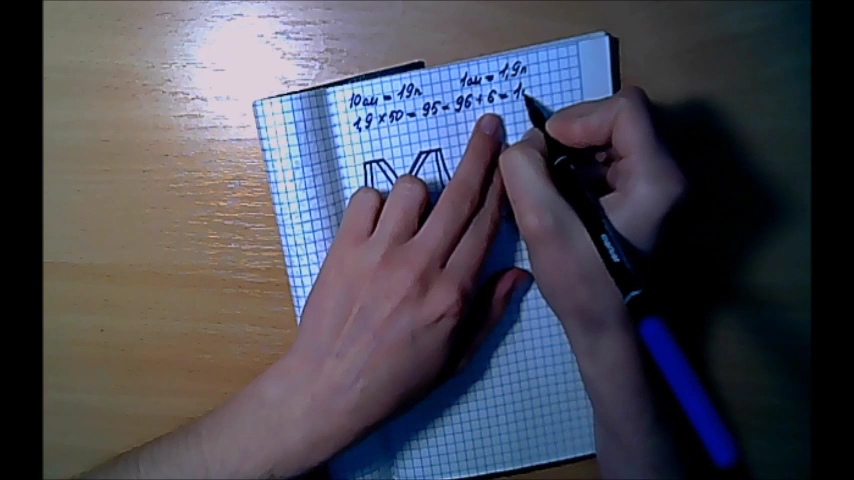 10см = 19п 1см = 1,9п
1,9 × 50 = 95 = 96 + 6 = 1